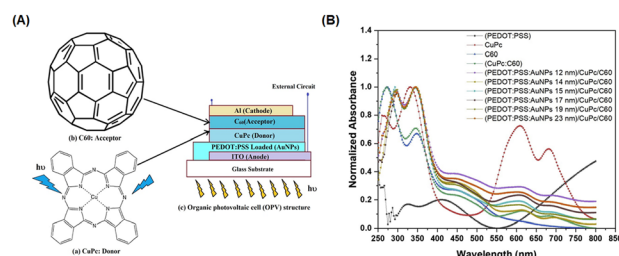 (A)
(B)
External Circuit
Al (Cathode)
C₆₀(Acceptor)
CuPc (Donor)
PEDOT:PSS Loaded (AuNPs)
ITO (Anode)
Glass Substrate
hυ
(c) Organic photovoltaic cell (OPV) structure
(b) C60: Acceptor
hυ
N
N
N
N
Cu
N
N
N
N
(a) CuPc: Donor
Normalized Absorbance
1.4
1.2
1.0
0.8
0.6
0.4
0.2
0.0
(PEDOT:PSS)
CuPc
C60
(CuPc:C60)
(PEDOT:PSS:AuNPs 12 nm)/CuPc/C60
(PEDOT:PSS:AuNPs 14 nm)/CuPc/C60
(PEDOT:PSS:AuNPs 15 nm)/CuPc/C60
(PEDOT:PSS:AuNPs 17 nm)/CuPc/C60
(PEDOT:PSS:AuNPs 19 nm)/CuPc/C60
(PEDOT:PSS:AuNPs 23 nm)/CuPc/C60
250 300 350 400 450 500 550 600 650 700 750 800 850
Wavelength (nm)